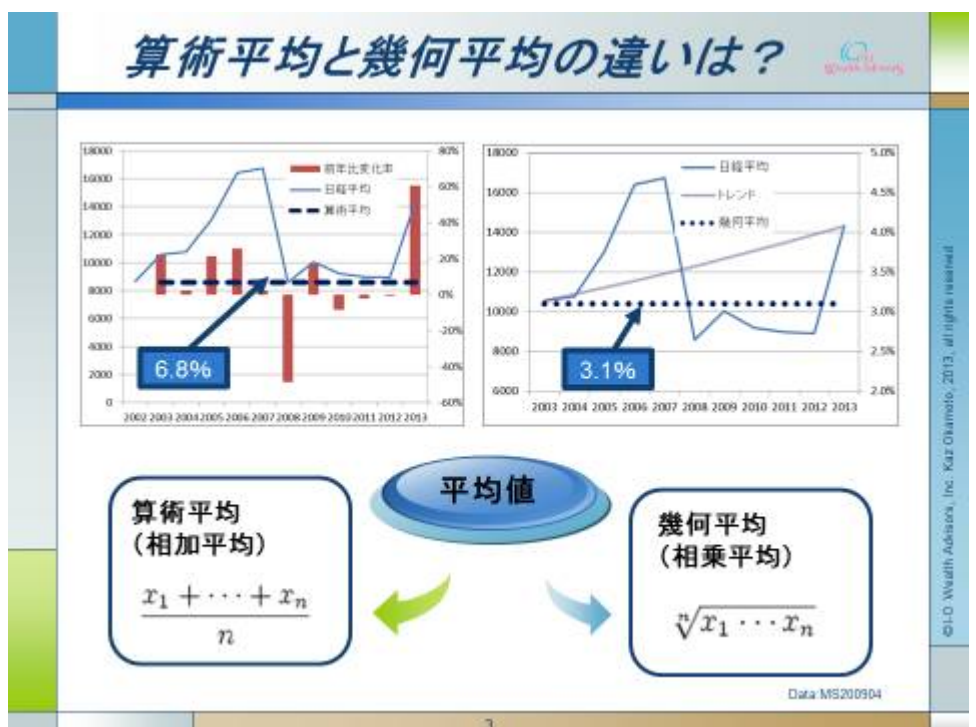 算術平均と幾何平均の違いは？
18000
16000
14000
12000
10000
8000
6000
4000
2000
0
80%
60%
40%
20%
0%
-20%
-40%
-60%
前年比変化率
日経平均
算術平均
6.8%
2002 2003 2004 2005 2006 2007 2008 2009 2010 2011 2012 2013
18000
16000
14000
12000
10000
8000
6000
5.0%
4.5%
4.0%
3.5%
3.0%
2.5%
2.0%
日経平均
トレンド
幾何平均
3.1%
2003 2004 2005 2006 2007 2008 2009 2010 2011 2012 2013
平均値
算術平均
（相加平均）
x₁ + ⋯ + xₙ
n
幾何平均
（相乗平均）
ⁿ√x₁ ⋯ xₙ
©I-O Wealth Advisors, Inc. Kaz Okamoto, 2013, all rights reserved
Data:MS200904